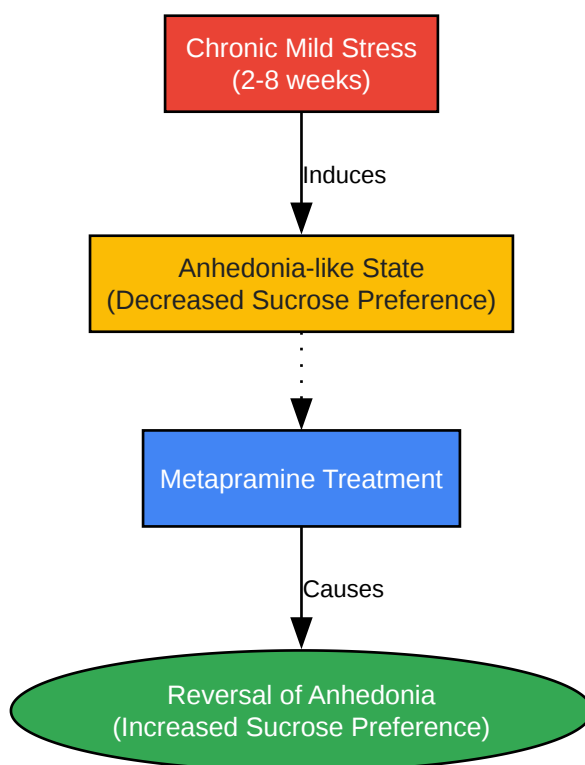 Chronic Mild Stress
(2-8 weeks)
Induces
Anhedonia-like State
(Decreased Sucrose Preference)
Metapramine Treatment
Causes
Reversal of Anhedonia
(Increased Sucrose Preference)